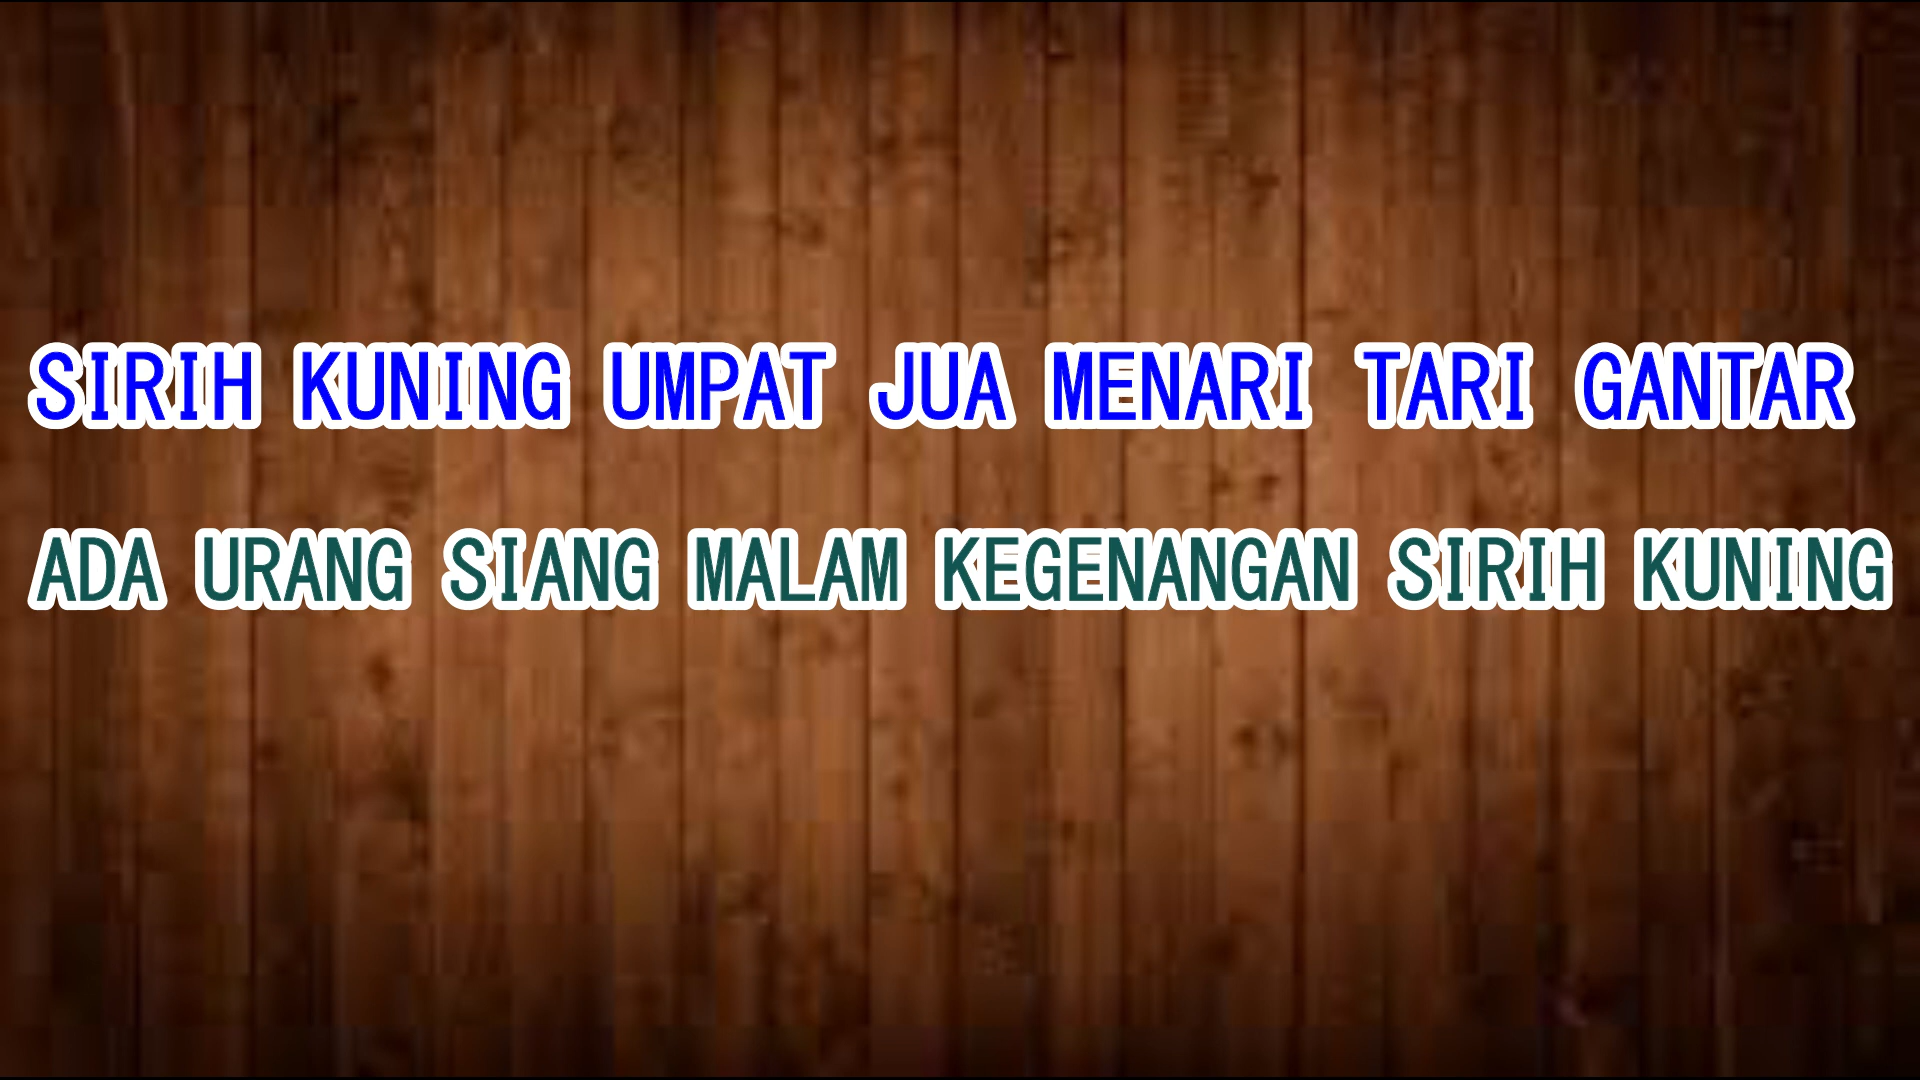 SIRIH KUNING UMPAT JUA MENARI TARI GANTAR
ADA URANG SIANG MALAM KEGENANGAN SIRIH KUNING